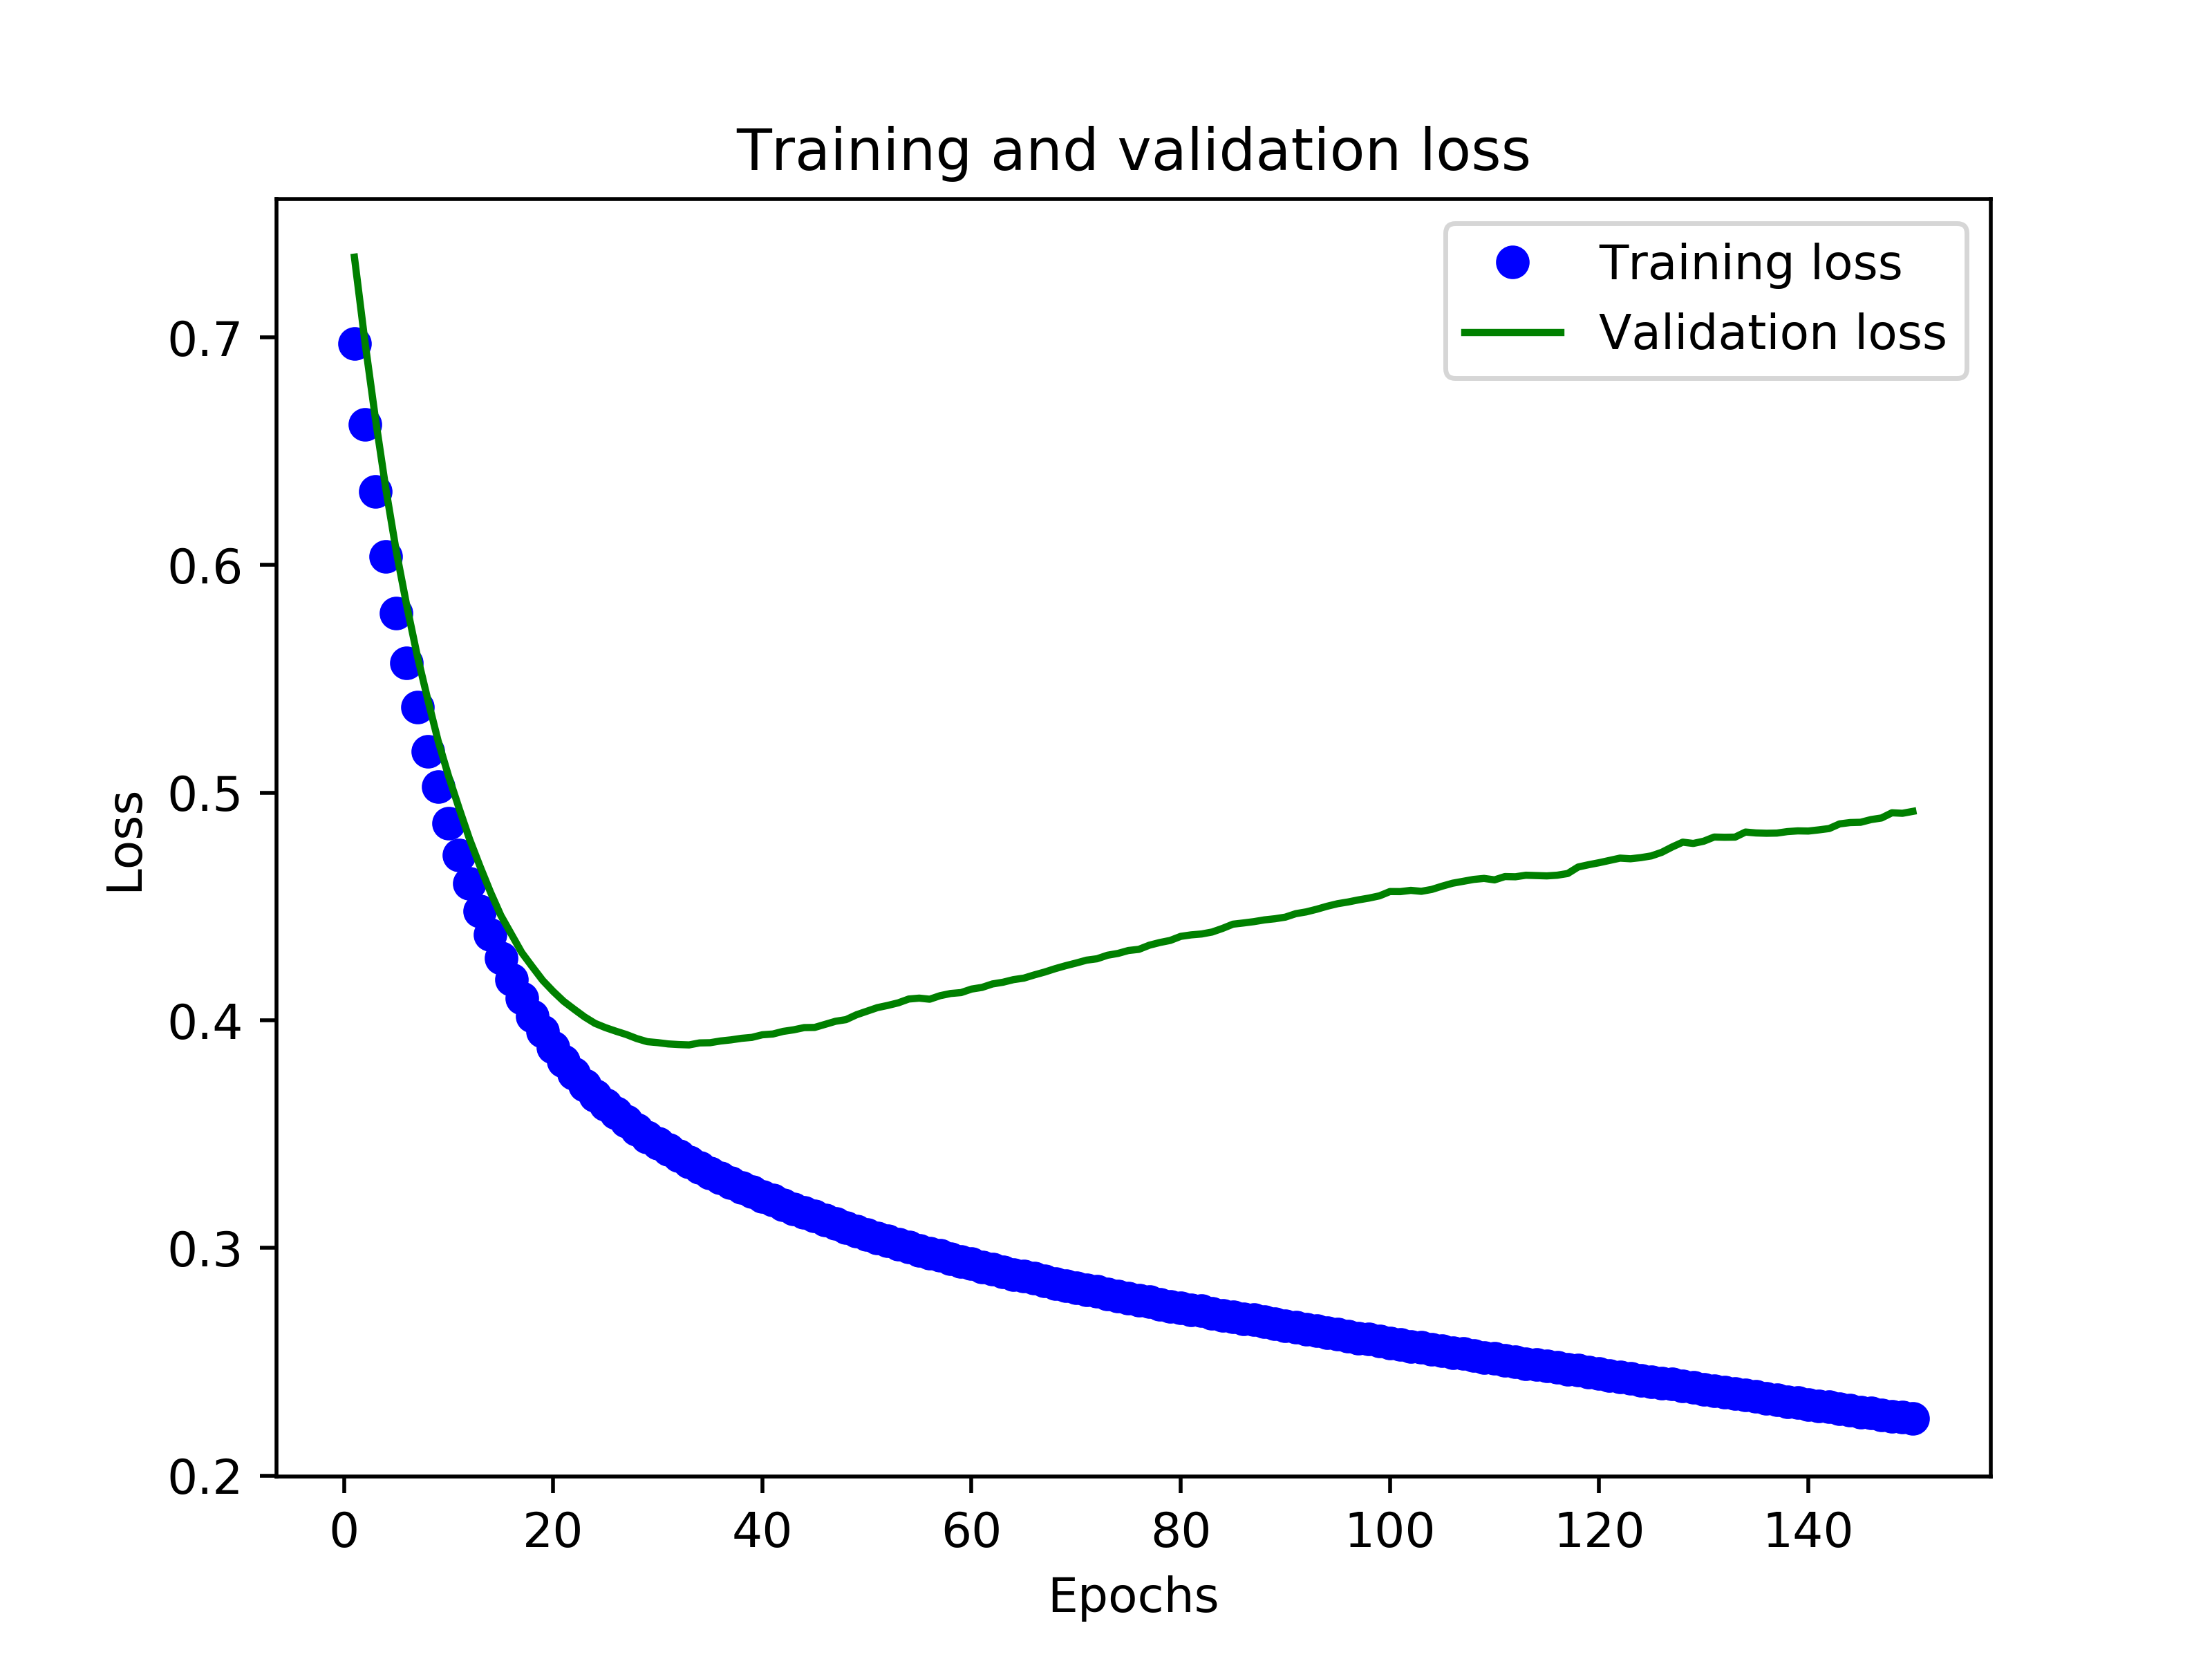 Training and validation loss
Training loss
Validation loss
0.7
0.6
0.5
0.4
0.3
0.2
Loss
0 20 40 60 80 100 120 140
Epochs